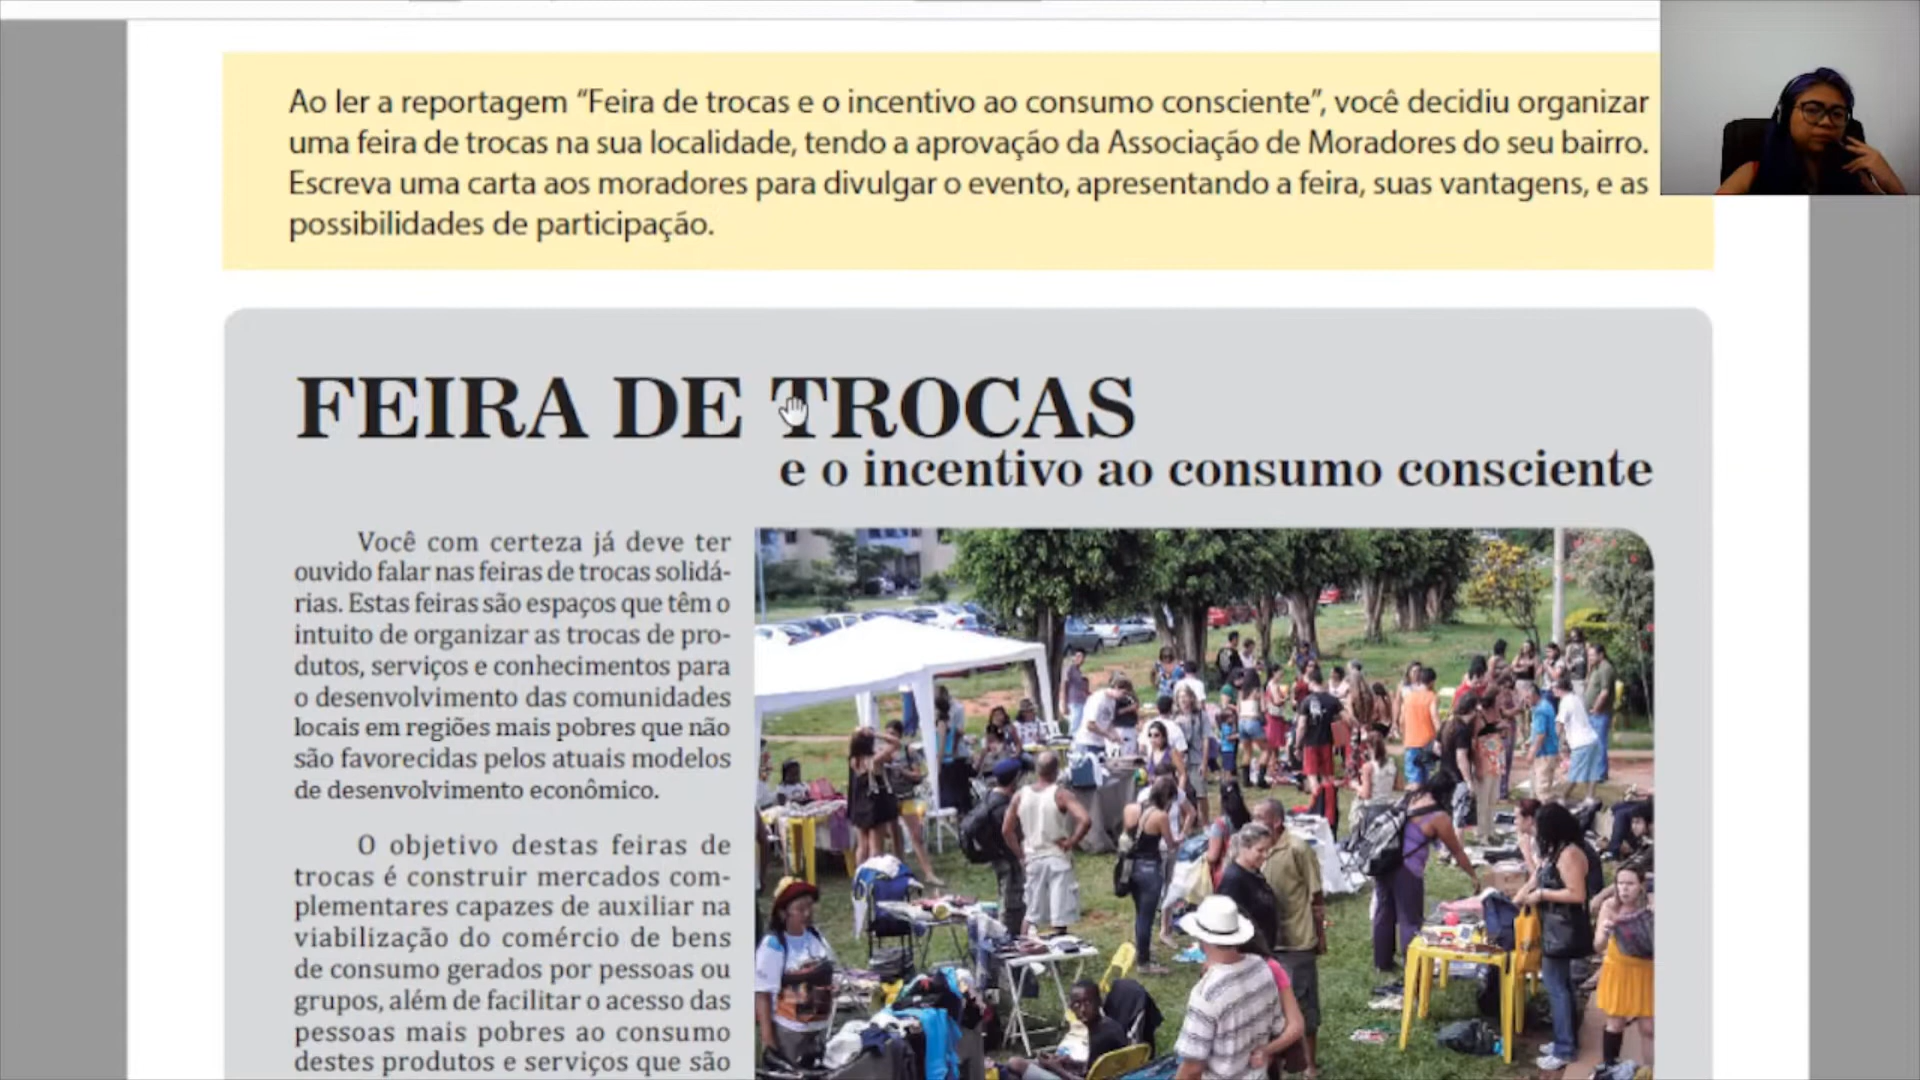 Ao ler a reportagem “Feira de trocas e o incentivo ao consumo consciente”, você decidiu organizar
uma feira de trocas na sua localidade, tendo a aprovação da Associação de Moradores do seu bairro.
Escreva uma carta aos moradores para divulgar o evento, apresentando a feira, suas vantagens, e as
possibilidades de participação.
FEIRA DE TROCAS
e o incentivo ao consumo consciente
Você com certeza já deve ter
ouvido falar nas feiras de trocas solidá-
rias. Estas feiras são espaços que têm o
intuito de organizar as trocas de pro-
dutos, serviços e conhecimentos para
o desenvolvimento das comunidades
locais em regiões mais pobres que não
são favorecidas pelos atuais modelos
de desenvolvimento econômico.
O objetivo destas feiras de
trocas é construir mercados com-
plementares capazes de auxiliar na
viabilização do comércio de bens
de consumo gerados por pessoas ou
grupos, além de facilitar o acesso das
pessoas mais pobres ao consumo
destes produtos e serviços que são